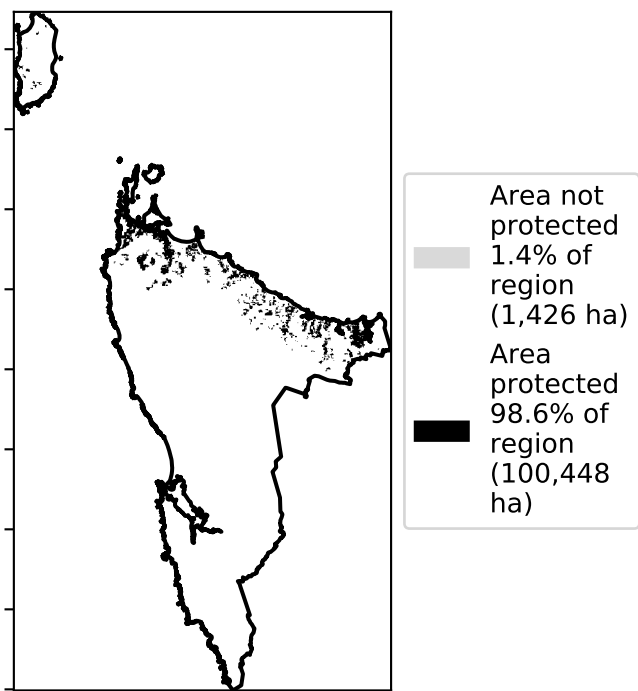 Area not
protected
1.4% of
region
(1,426 ha)
Area
protected
98.6% of
region
(100,448
ha)